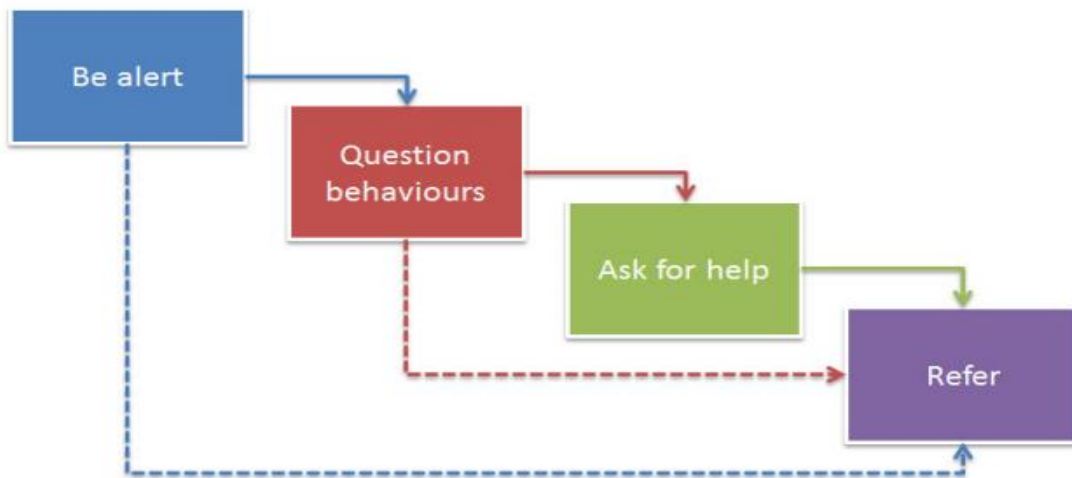 Be alert
Question
behaviours
Ask for help
Refer